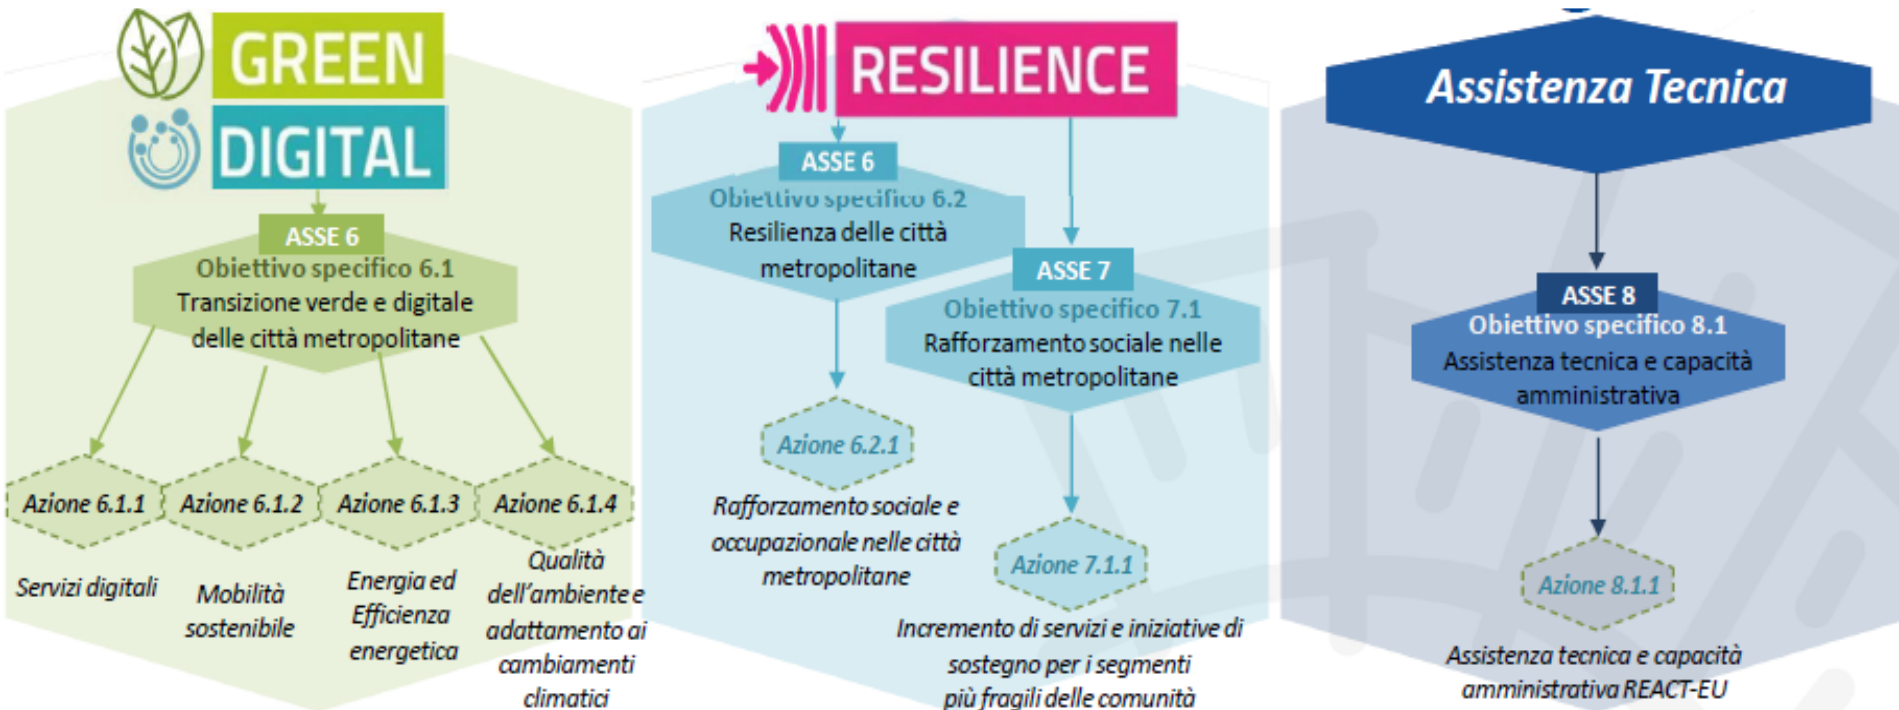 GREEN
DIGITAL
ASSE 6
Obiettivo specifico 6.1
Transizione verde e digitale
delle città metropolitane
Azione 6.1.1
Azione 6.1.2
Azione 6.1.3
Azione 6.1.4
Servizi digitali
Mobilità
sostenibile
Energia ed
Efficienza
energetica
Qualità
dell'ambiente e
adattamento ai
cambiamenti
climatici
RESILIENCE
ASSE 6
Obiettivo specifico 6.2
Resilienza delle città
metropolitane
Azione 6.2.1
Rafforzamento sociale e
occupazionale nelle città
metropolitane
ASSE 7
Obiettivo specifico 7.1
Rafforzamento sociale nelle
città metropolitane
Azione 7.1.1
Incremento di servizi e iniziative di
sostegno per i segmenti
più fragili delle comunità
Assistenza Tecnica
ASSE 8
Obiettivo specifico 8.1
Assistenza tecnica e capacità
amministrativa
Azione 8.1.1
Assistenza tecnica e capacità
amministrativa REACT-EU